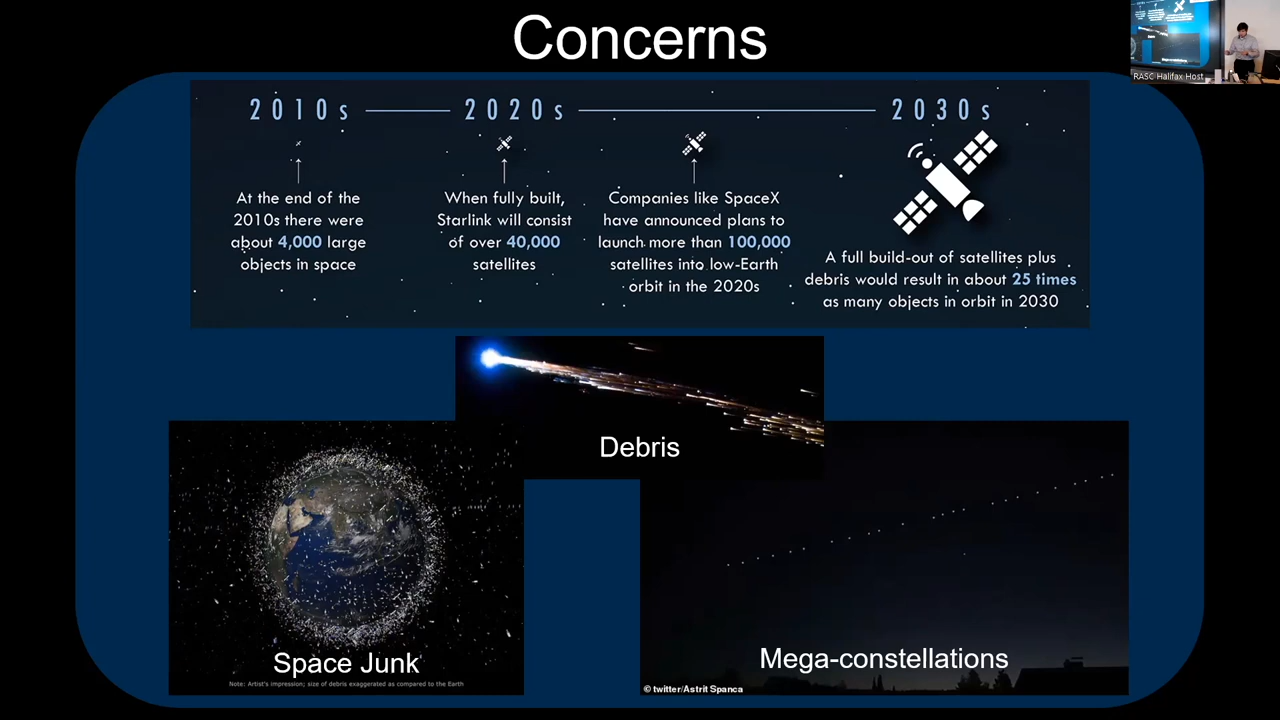 Concerns
RASC Halifax Host
2010s
2020s
2030s
At the end of the
2010s there were
about 4,000 large
objects in space
When fully built,
Starlink will consist
of over 40,000
satellites
Companies like SpaceX
have announced plans to
launch more than 100,000
satellites into low-Earth
orbit in the 2020s
A full build-out of satellites plus
debris would result in about 25 times
as many objects in orbit in 2030
Debris
Space Junk
Note: Artist's impression; size of debris exaggerated as compared to the Earth
Mega-constellations
© twitter/Astrit Spanca